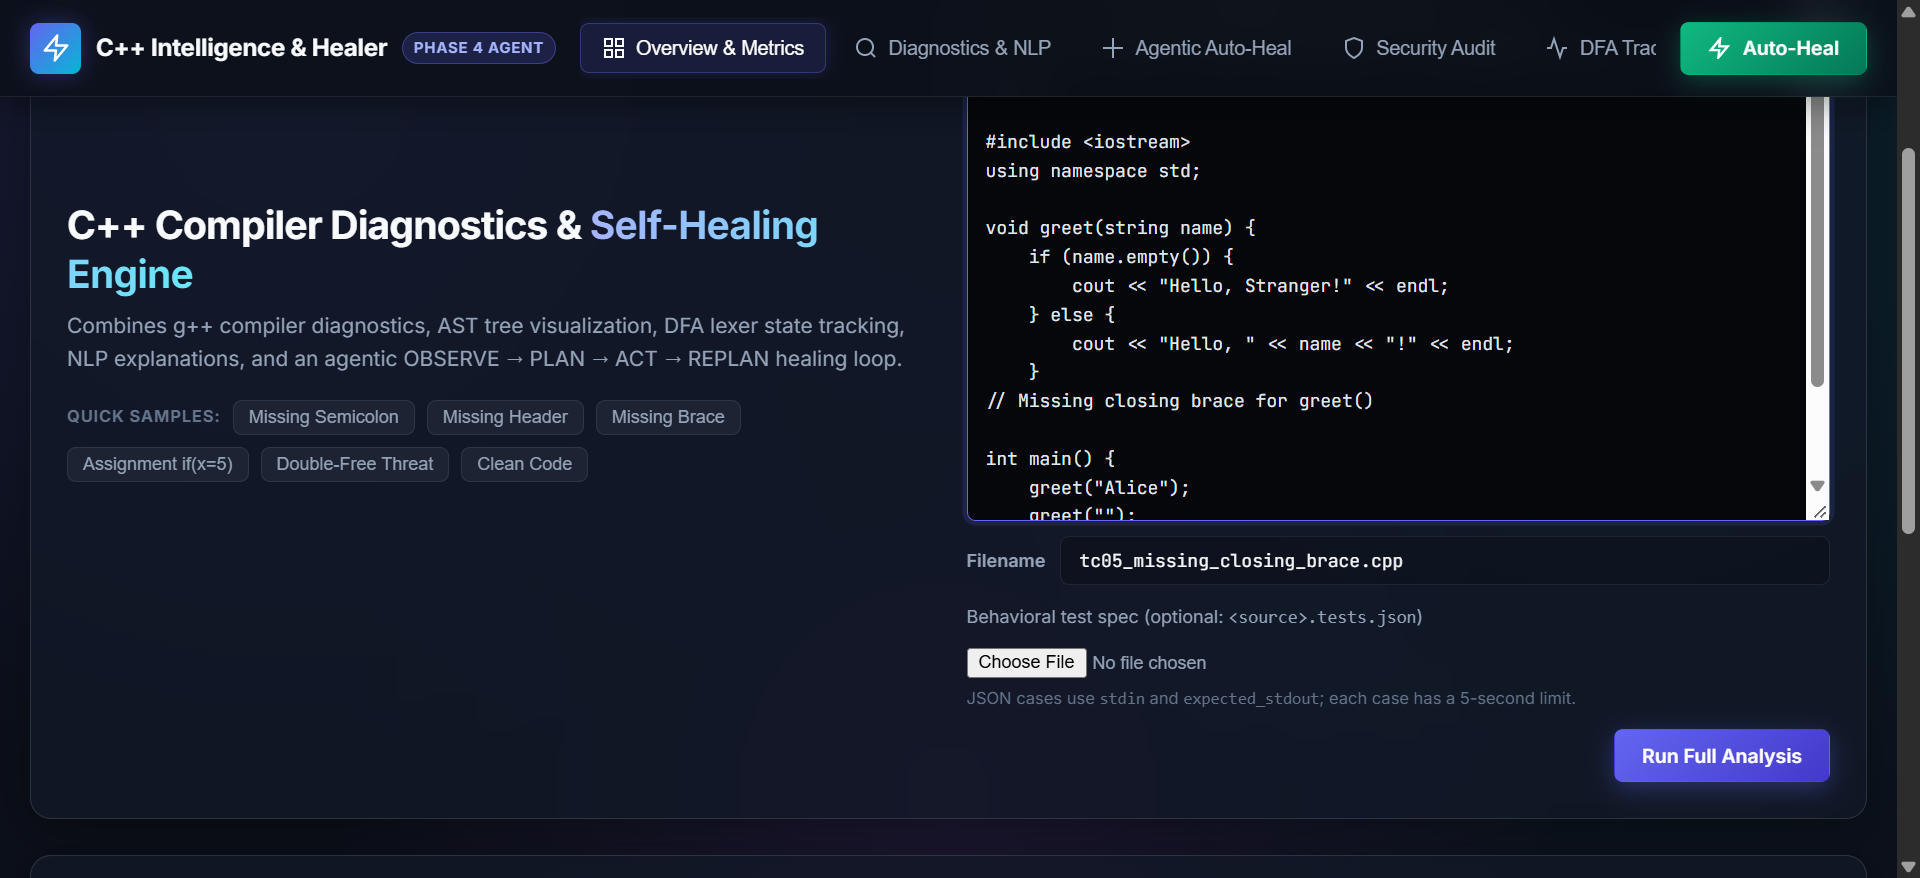 C++ Intelligence & Healer
PHASE 4 AGENT
Overview & Metrics
Diagnostics & NLP
Agentic Auto-Heal
Security Audit
DFA Trac
Auto-Heal
C++ Compiler Diagnostics & Self-Healing
Engine
Combines g++ compiler diagnostics, AST tree visualization, DFA lexer state tracking,
NLP explanations, and an agentic OBSERVE → PLAN → ACT → REPLAN healing loop.
QUICK SAMPLES:
Missing Semicolon
Missing Header
Missing Brace
Assignment if(x=5)
Double-Free Threat
Clean Code
#include <iostream>
using namespace std;
void greet(string name) {
    if (name.empty()) {
        cout << "Hello, Stranger!" << endl;
    } else {
        cout << "Hello, " << name << "!" << endl;
    }
// Missing closing brace for greet()
int main() {
    greet("Alice");
    greet("");
Filename
tc05_missing_closing_brace.cpp
Behavioral test spec (optional: <source>.tests.json)
Choose File
No file chosen
JSON cases use stdin and expected_stdout; each case has a 5-second limit.
Run Full Analysis